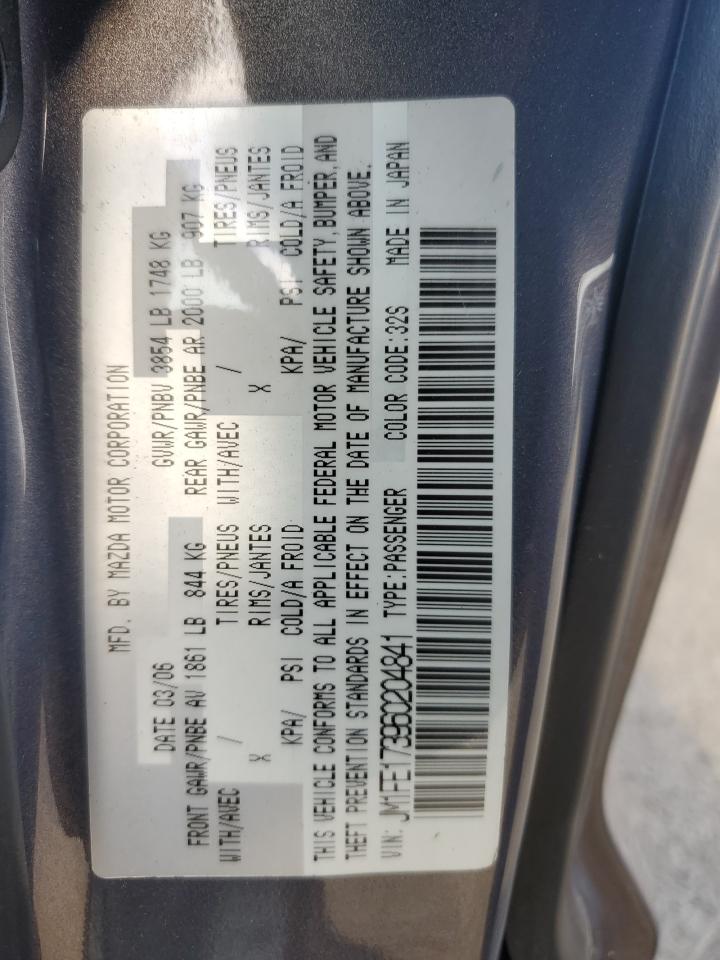 MFD. BY MAZDA MOTOR CORPORATION
DATE 03/06 GVWR/PNBV 3854 LB 1748 KG
FRONT GAWR/PNBE AV 1861 LB 844 KG REAR GAWR/PNBE AR 2000 LB 907 KG
WITH/AVEC / TIRES/PNEUS WITH/AVEC / TIRES/PNEUS
X RIMS/JANTES X RIMS/JANTES
KPA/ PSI COLD/A FROID KPA/ PSI COLD/A FROID
THIS VEHICLE CONFORMS TO ALL APPLICABLE FEDERAL MOTOR VEHICLE SAFETY, BUMPER, AND
THEFT PREVENTION STANDARDS IN EFFECT ON THE DATE OF MANUFACTURE SHOWN ABOVE.
VIN: JM1FE173960204841 TYPE:PASSENGER COLOR CODE:32S MADE IN JAPAN